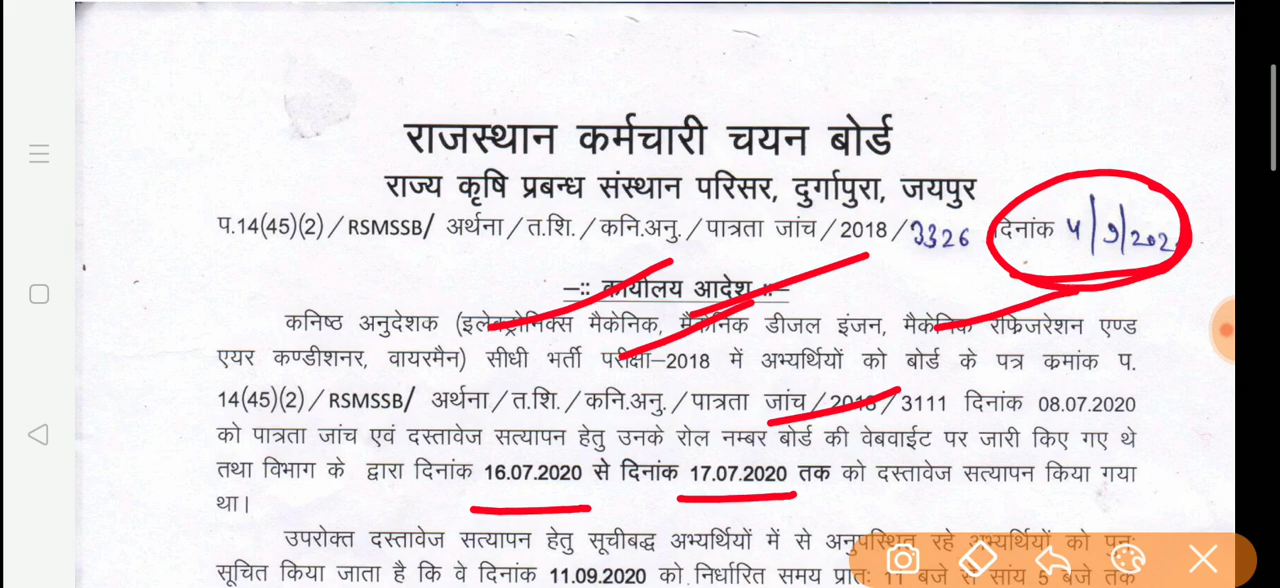 राजस्थान कर्मचारी चयन बोर्ड
राज्य कृषि प्रबन्ध संस्थान परिसर, दुर्गापुरा, जयपुर
प.14(45)(2)/RSMSSB/ अर्थना/त.शि./कनि.अनु./पात्रता जांच/2018/3326 दिनांक 4/9/202
-:: कार्यालय आदेश ::-
कनिष्ठ अनुदेशक (इलेक्ट्रोनिक्स मैकेनिक, मैकेनिक डीजल इंजन, मैकेनिक रेफ्रिजरेशन एण्ड
एयर कण्डीशनर, वायरमैन) सीधी भर्ती परीक्षा-2018 में अभ्यर्थियों को बोर्ड के पत्र क्रमांक प.
14(45)(2)/RSMSSB/ अर्थना/त.शि./कनि.अनु./पात्रता जांच/2018/3111 दिनांक 08.07.2020
को पात्रता जांच एवं दस्तावेज सत्यापन हेतु उनके रोल नम्बर बोर्ड की वेबवाईट पर जारी किए गए थे
तथा विभाग के द्वारा दिनांक 16.07.2020 से दिनांक 17.07.2020 तक को दस्तावेज सत्यापन किया गया
था।
उपरोक्त दस्तावेज सत्यापन हेतु सूचीबद्ध अभ्यर्थियों में से अनुपस्थित रहे अभ्यर्थियों को पुनः
सूचित किया जाता है कि वे दिनांक 11.09.2020 को निर्धारित समय प्रातः 11 बजे से सांय 5 बजे तक